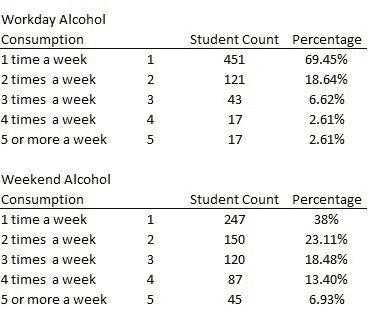 Workday Alcohol
Consumption Student Count Percentage
1 time a week 1 451 69.45%
2 times a week 2 121 18.64%
3 times a week 3 43 6.62%
4 times a week 4 17 2.61%
5 or more a week 5 17 2.61%
Weekend Alcohol
Consumption Student Count Percentage
1 time a week 1 247 38%
2 times a week 2 150 23.11%
3 times a week 3 120 18.48%
4 times a week 4 87 13.40%
5 or more a week 5 45 6.93%